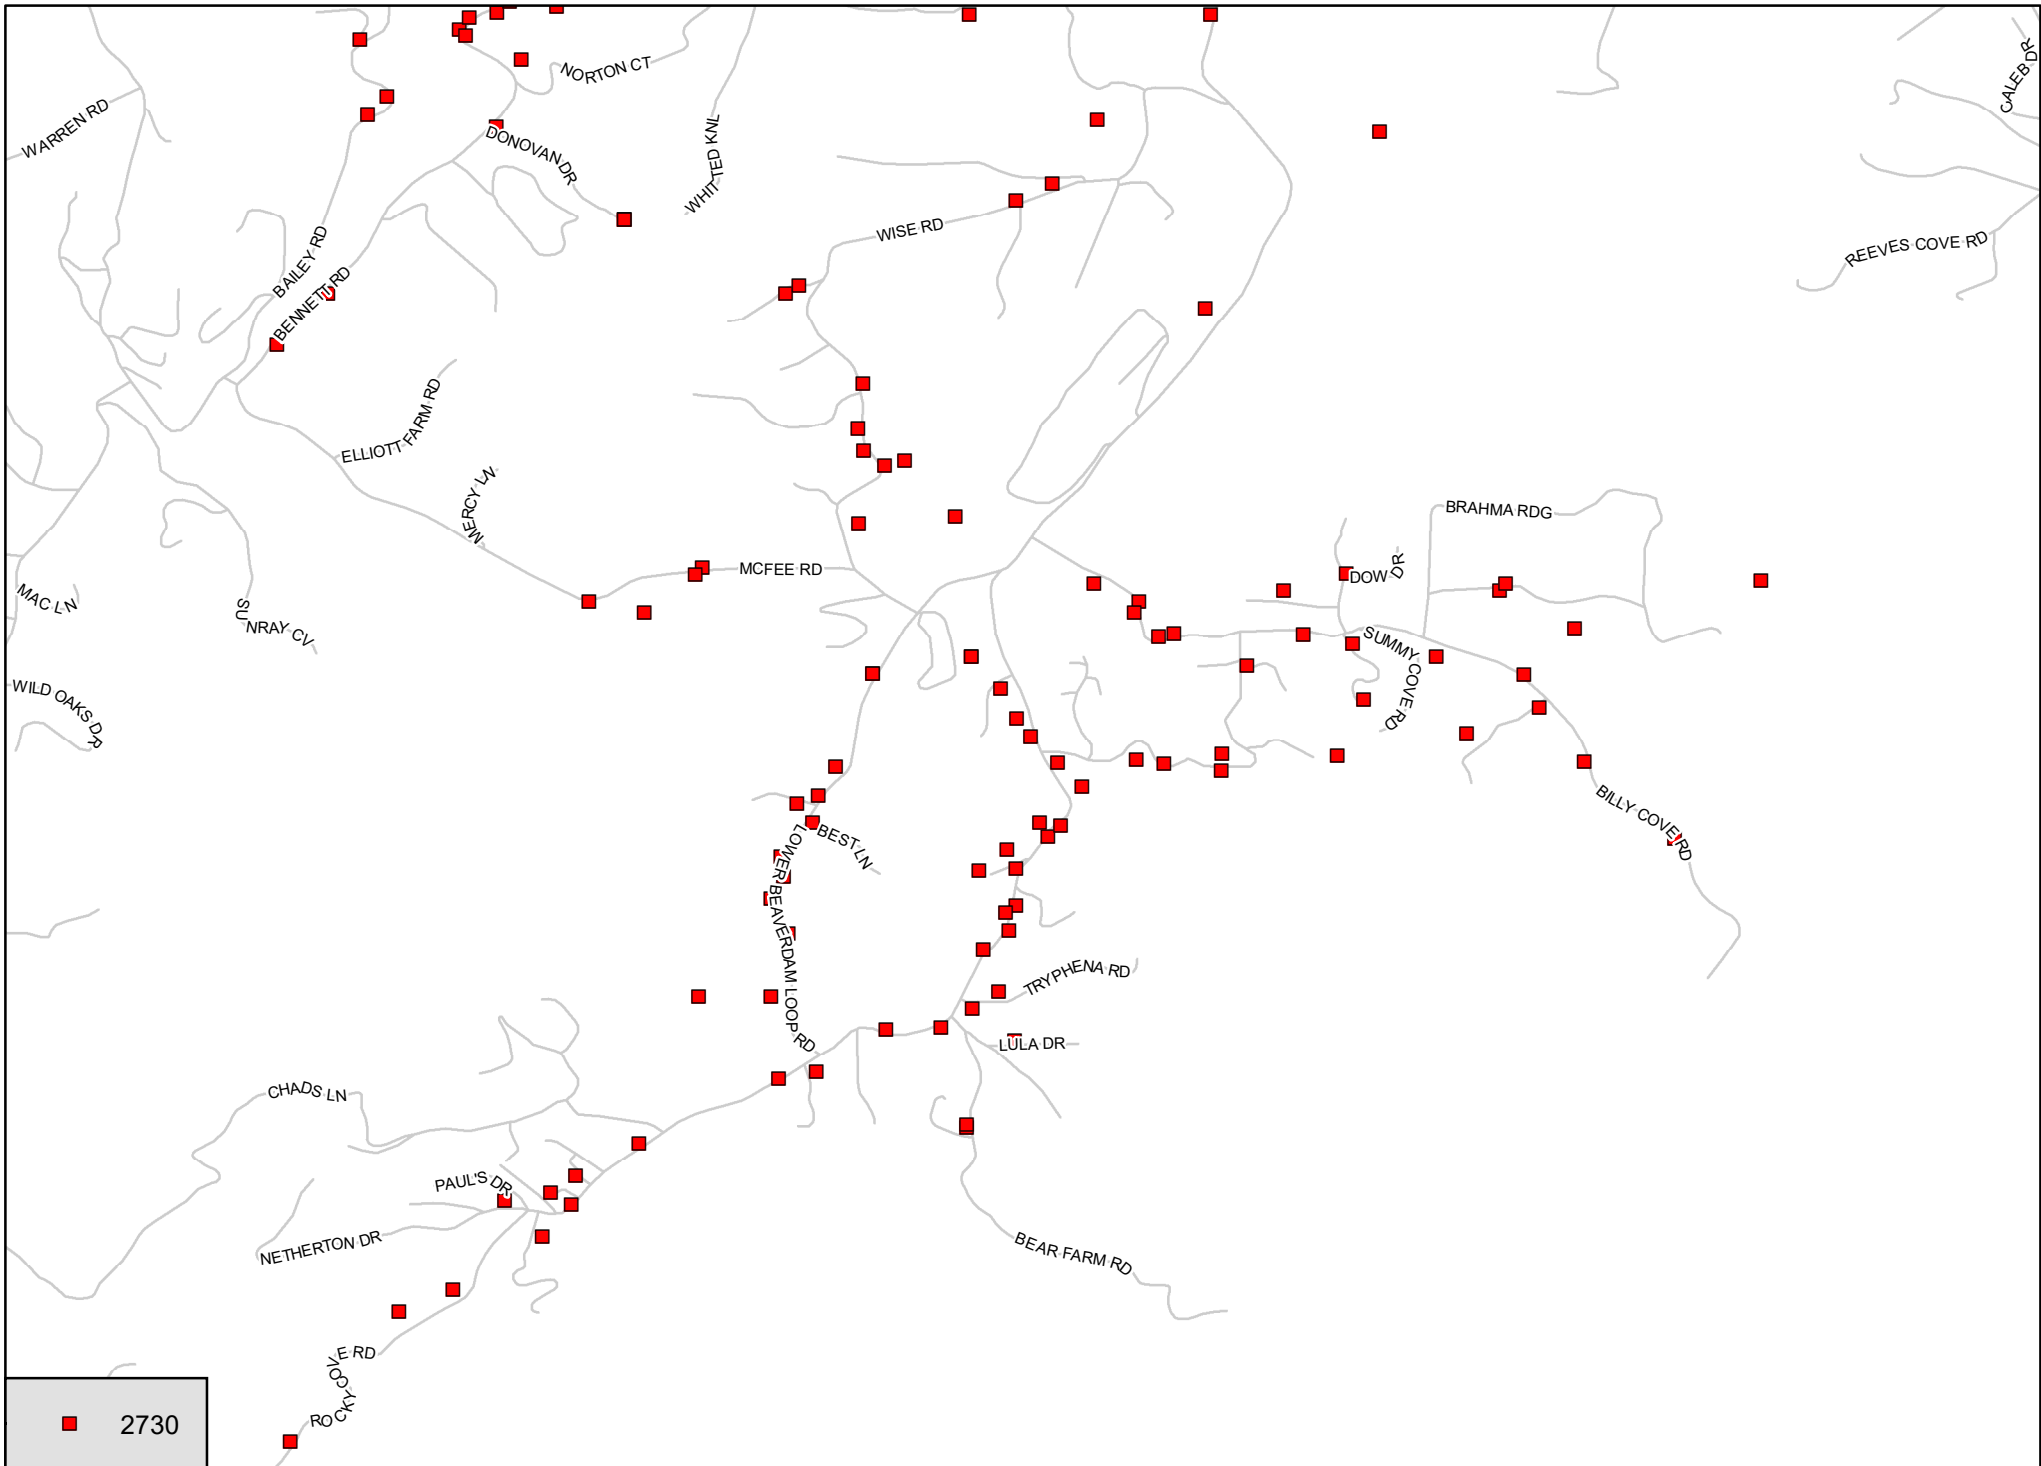 CALEB DR
NORTON CT
WARREN RD
DONOVAN DR
WHITTED KNL
WISE RD
REEVES COVE RD
BAILEY RD
BENNETT RD
ELLIOTT FARM RD
MERCY LN
BRAHMA RDG
MCFEE RD
DOW DR
MAC LN
SUNRAY CV
SUMMY COVE RD
WILD OAKS DR
BILLY COVE RD
BEST LN
LOWER BEAVERDAM LOOP RD
TRYPHENA RD
LULA DR
CHADS LN
PAUL'S DR
NETHERTON DR
BEAR FARM RD
ROCKY COVE RD
2730